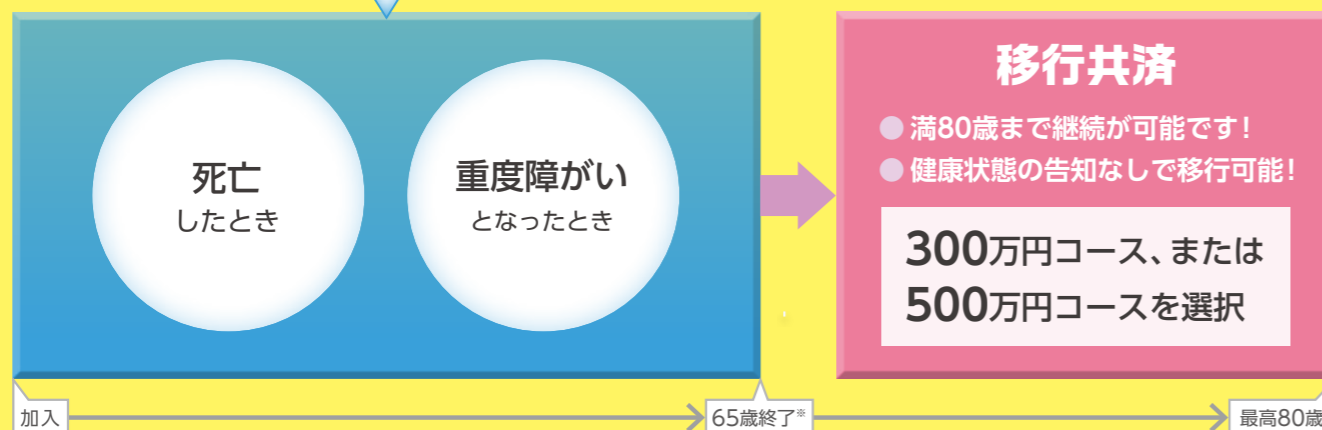 死亡
したとき
重度障がい
となったとき
移行共済
●満80歳まで継続が可能です!
●健康状態の告知なしで移行可能!
300万円コース、または
500万円コースを選択
加入
65歳終了※
最高80歳